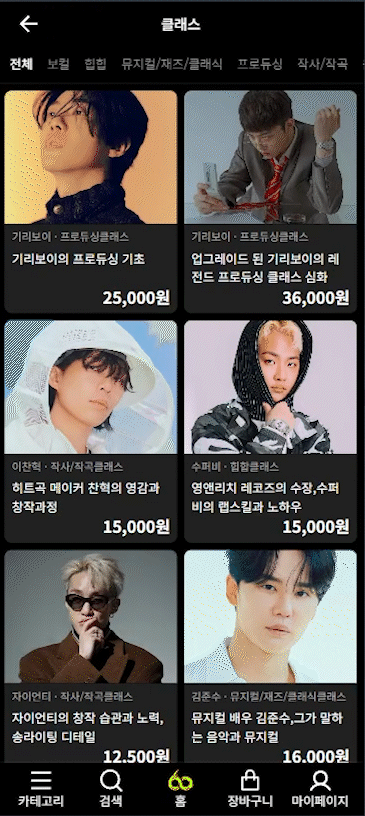 클래스
전체 보컬 힙합 뮤지컬/재즈/클래식 프로듀싱 작사/작곡
기리보이 · 프로듀싱클래스
기리보이의 프로듀싱 기초
25,000원
기리보이 · 프로듀싱클래스
업그레이드 된 기리보이의 레
전드 프로듀싱 클래스 심화
36,000원
이찬혁 · 작사/작곡클래스
히트곡 메이커 찬혁의 영감과
창작과정
15,000원
수퍼비 · 힙합클래스
영앤리치 레코즈의 수장,수퍼
비의 랩스킬과 노하우
15,000원
자이언티 · 작사/작곡클래스
자이언티의 창작 습관과 노력,
송라이팅 디테일
12,500원
김준수 · 뮤지컬/재즈/클래식클래스
뮤지컬 배우 김준수,그가 말하
는 음악과 뮤지컬
16,000원
카테고리 검색 홈 장바구니 마이페이지